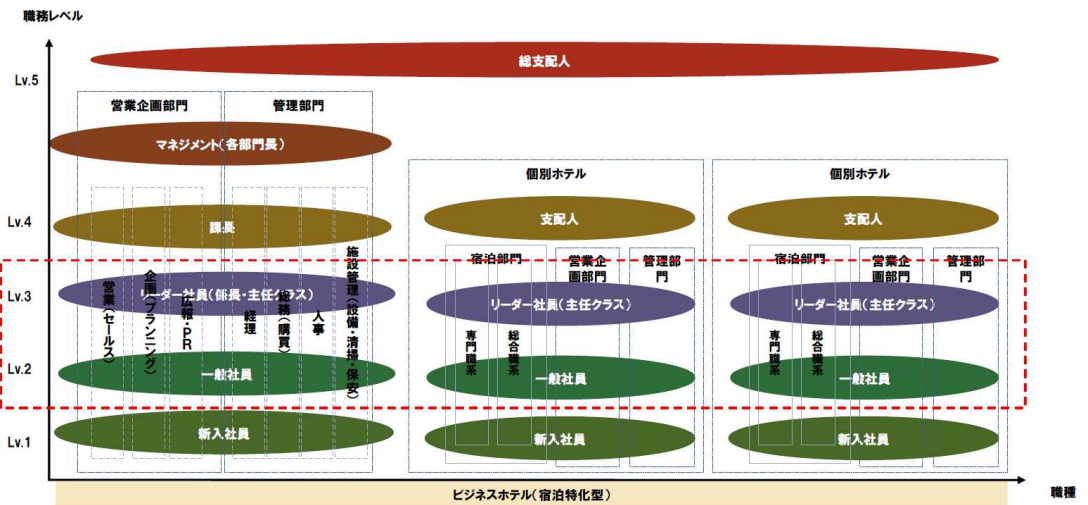 職務レベル
Lv.5
総支配人
営業企画部門
管理部門
マネジメント(各部門長)
個別ホテル
個別ホテル
Lv.4
課長
支配人
支配人
宿泊部門
営業企
画部門
管理部
門
宿泊部門
営業企
画部門
管理部
門
Lv.3
リーダー社員(係長・主任クラス)
リーダー社員(主任クラス)
リーダー社員(主任クラス)
営業(セールス)
企画(プランニング)
広報・PR
経理
総務(購買)
人事
施設管理(設備・清掃・保安)
専門職系
総合職系
専門職系
総合職系
Lv.2
一般社員
一般社員
一般社員
Lv.1
新入社員
新入社員
新入社員
ビジネスホテル(宿泊特化型)
職種